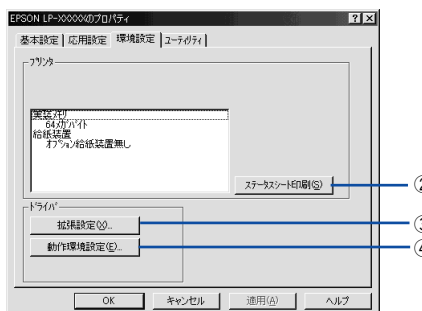 EPSON LP-XXXXXのプロパティ
基本設定 応用設定 環境設定 ユーティリティ
プリンタ
実装メモリ
64メガバイト
給紙装置
オプション給紙装置無し
ステータスシート印刷(S)
②
ドライバ
拡張設定(X)...
③
動作環境設定(E)...
④
OK キャンセル 適用(A) ヘルプ